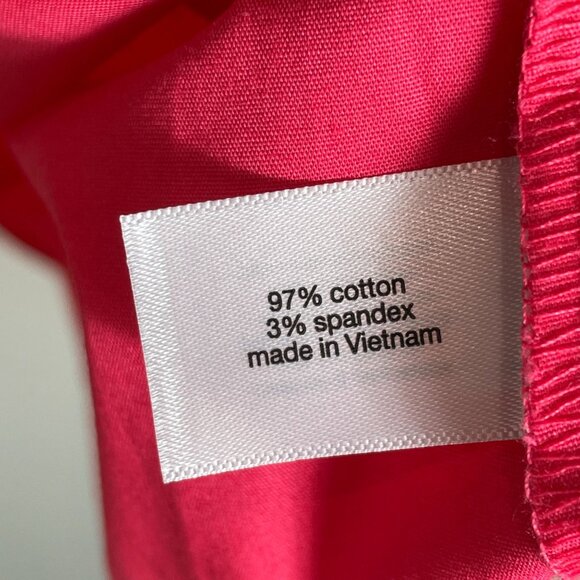 97% cotton
3% spandex
made in Vietnam